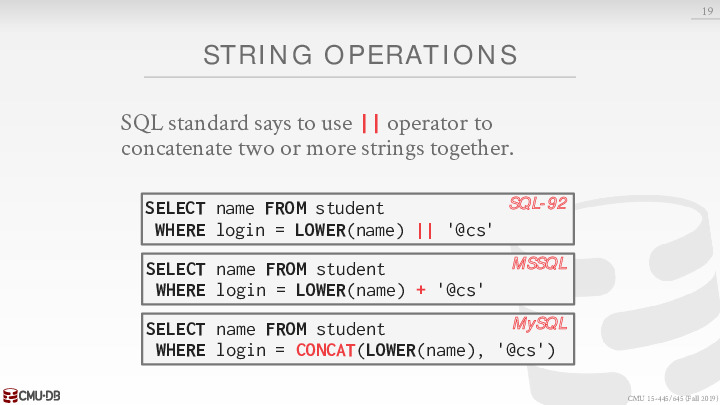 19
STRING OPERATIONS
SQL standard says to use || operator to
concatenate two or more strings together.
SQL-92
SELECT name FROM student
WHERE login = LOWER(name) || '@cs'
MSSQL
SELECT name FROM student
WHERE login = LOWER(name) + '@cs'
MySQL
SELECT name FROM student
WHERE login = CONCAT(LOWER(name), '@cs')
CMU·DB
CMU 15-445/645 (Fall 2019)